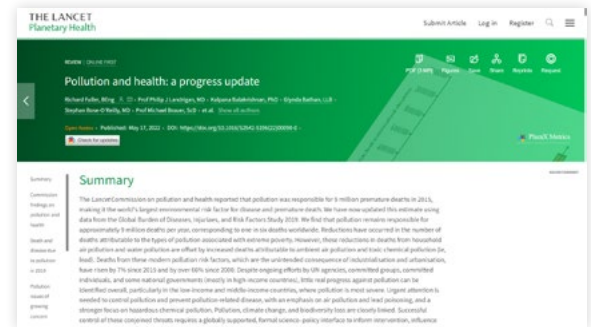 THE LANCET
Planetary Health
Submit Article Log in Register
REVIEW | ONLINE FIRST
PDF [1 MB] Figures Save Share Reprints Request
Pollution and health: a progress update
Richard Fuller, BEng • Prof Philip J Landrigan, MD • Kalpana Balakrishnan, PhD • Glynda Bathan, LLB •
Stephan Bose-O'Reilly, MD • Prof Michael Brauer, ScD • et al. Show all authors
Open Access • Published: May 17, 2022 • DOI:
Check for updates
PlumX Metrics
ADVERTISEMENT
Summary
Summary
Commission
findings on
pollution and
health
Death and
disease due
to pollution
in 2019
Pollution
issues of
growing
concern
The Lancet Commission on pollution and health reported that pollution was responsible for 9 million premature deaths in 2015,
making it the world's largest environmental risk factor for disease and premature death. We have now updated this estimate using
data from the Global Burden of Diseases, Injuries, and Risk Factors Study 2019. We find that pollution remains responsible for
approximately 9 million deaths per year, corresponding to one in six deaths worldwide. Reductions have occurred in the number of
deaths attributable to the types of pollution associated with extreme poverty. However, these reductions in deaths from household
air pollution and water pollution are offset by increased deaths attributable to ambient air pollution and toxic chemical pollution (ie,
lead). Deaths from these modern pollution risk factors, which are the unintended consequence of industrialisation and urbanisation,
have risen by 7% since 2015 and by over 66% since 2000. Despite ongoing efforts by UN agencies, committed groups, committed
individuals, and some national governments (mostly in high-income countries), little real progress against pollution can be
identified overall, particularly in the low-income and middle-income countries, where pollution is most severe. Urgent attention is
needed to control pollution and prevent pollution-related disease, with an emphasis on air pollution and lead poisoning, and a
stronger focus on hazardous chemical pollution. Pollution, climate change, and biodiversity loss are closely linked. Successful
control of these conjoined threats requires a globally supported, formal science–policy interface to inform intervention, influence